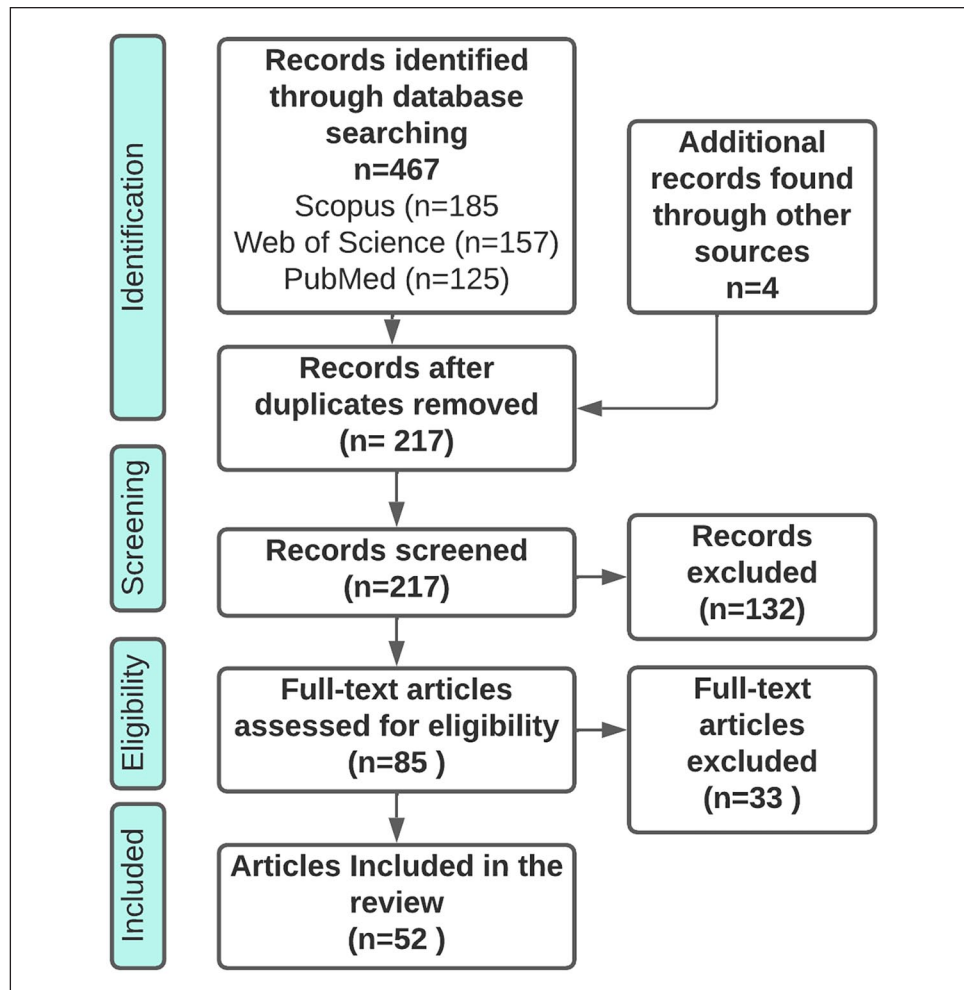 Identification
Records identified
through database
searching
n=467
Scopus (n=185
Web of Science (n=157)
PubMed (n=125)
Additional
records found
through other
sources
n=4
Records after
duplicates removed
(n= 217)
Screening
Records screened
(n=217)
Records
excluded
(n=132)
Eligibility
Full-text articles
assessed for eligibility
(n=85 )
Full-text
articles
excluded
(n=33 )
Included
Articles Included in the
review
(n=52 )